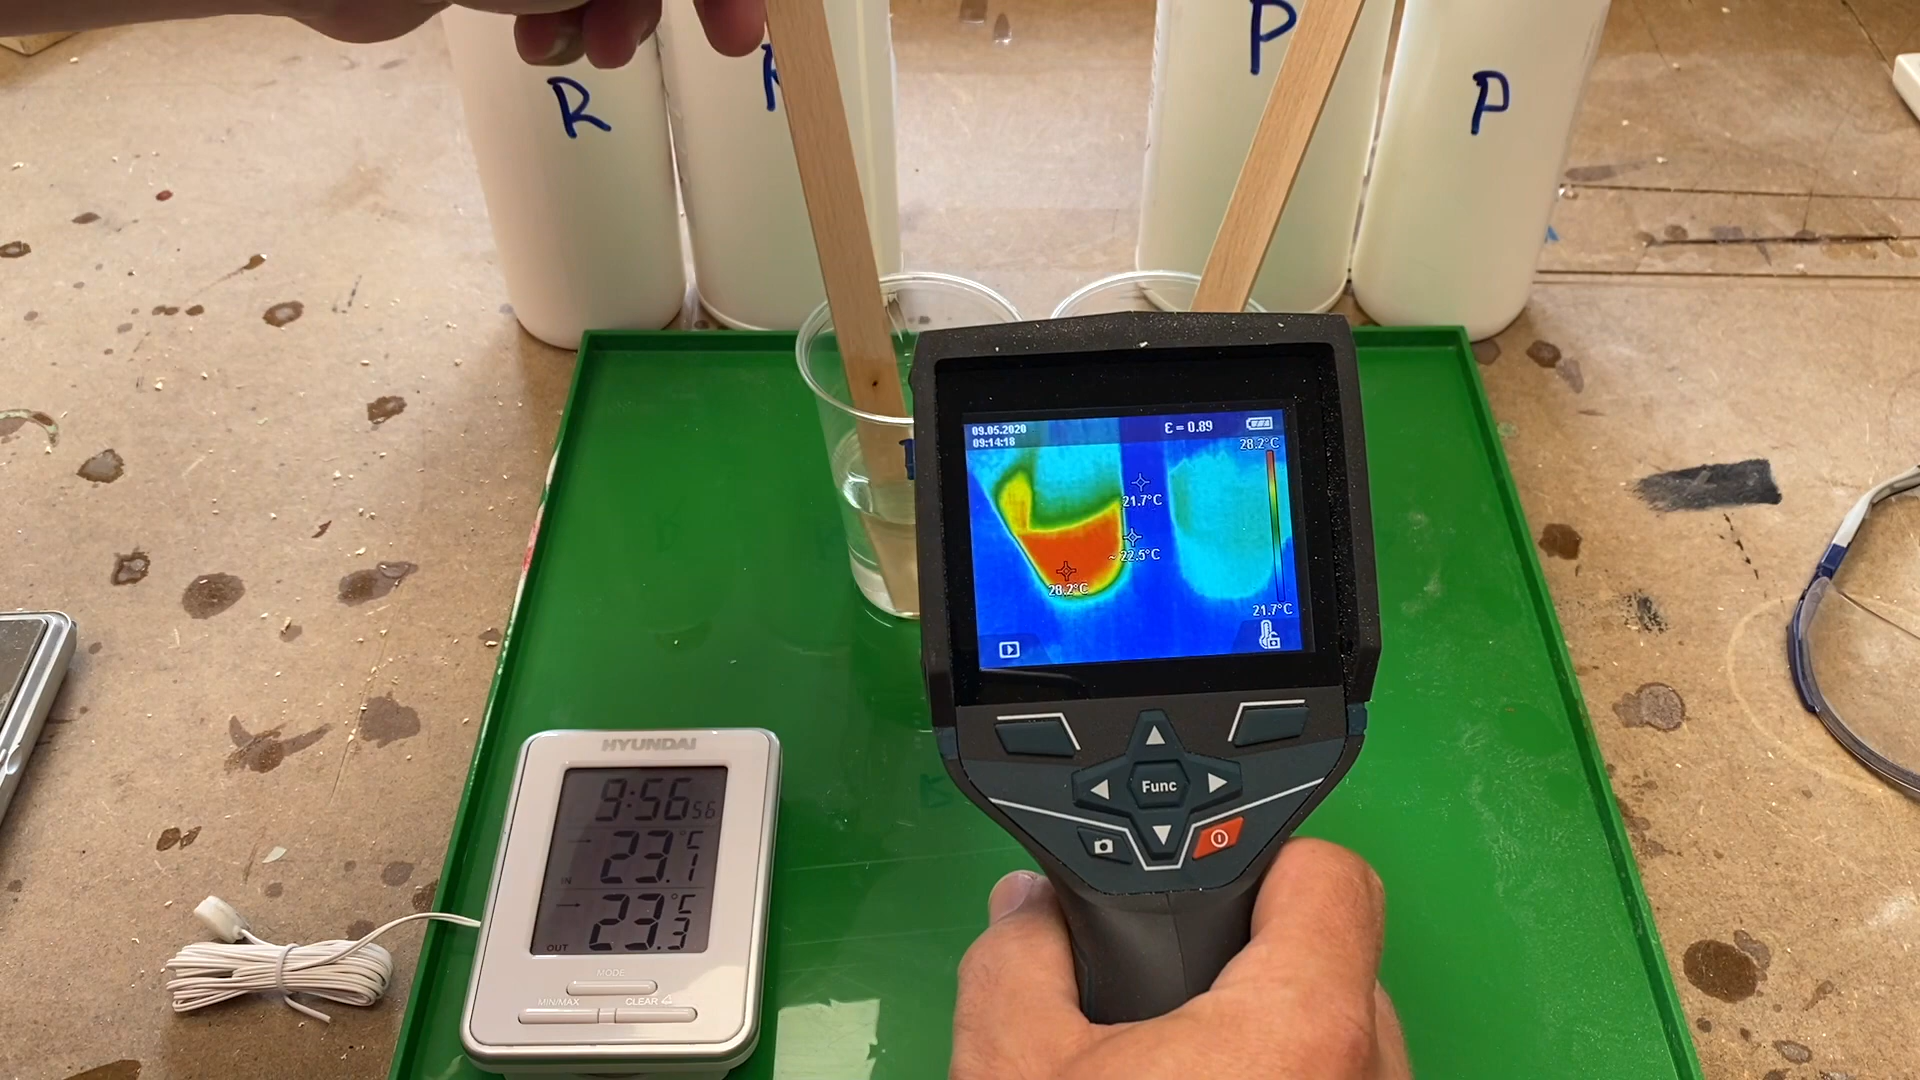 R
P
P
09.05.2020
09:14:18
ε = 0.89
28.2°C
21.7°C
~ 22.5°C
28.2°C
21.7°C
Func
HYUNDAI
9:56 56
23.1 °C
IN
23.3 °C
OUT
MODE
MIN/MAX
CLEAR